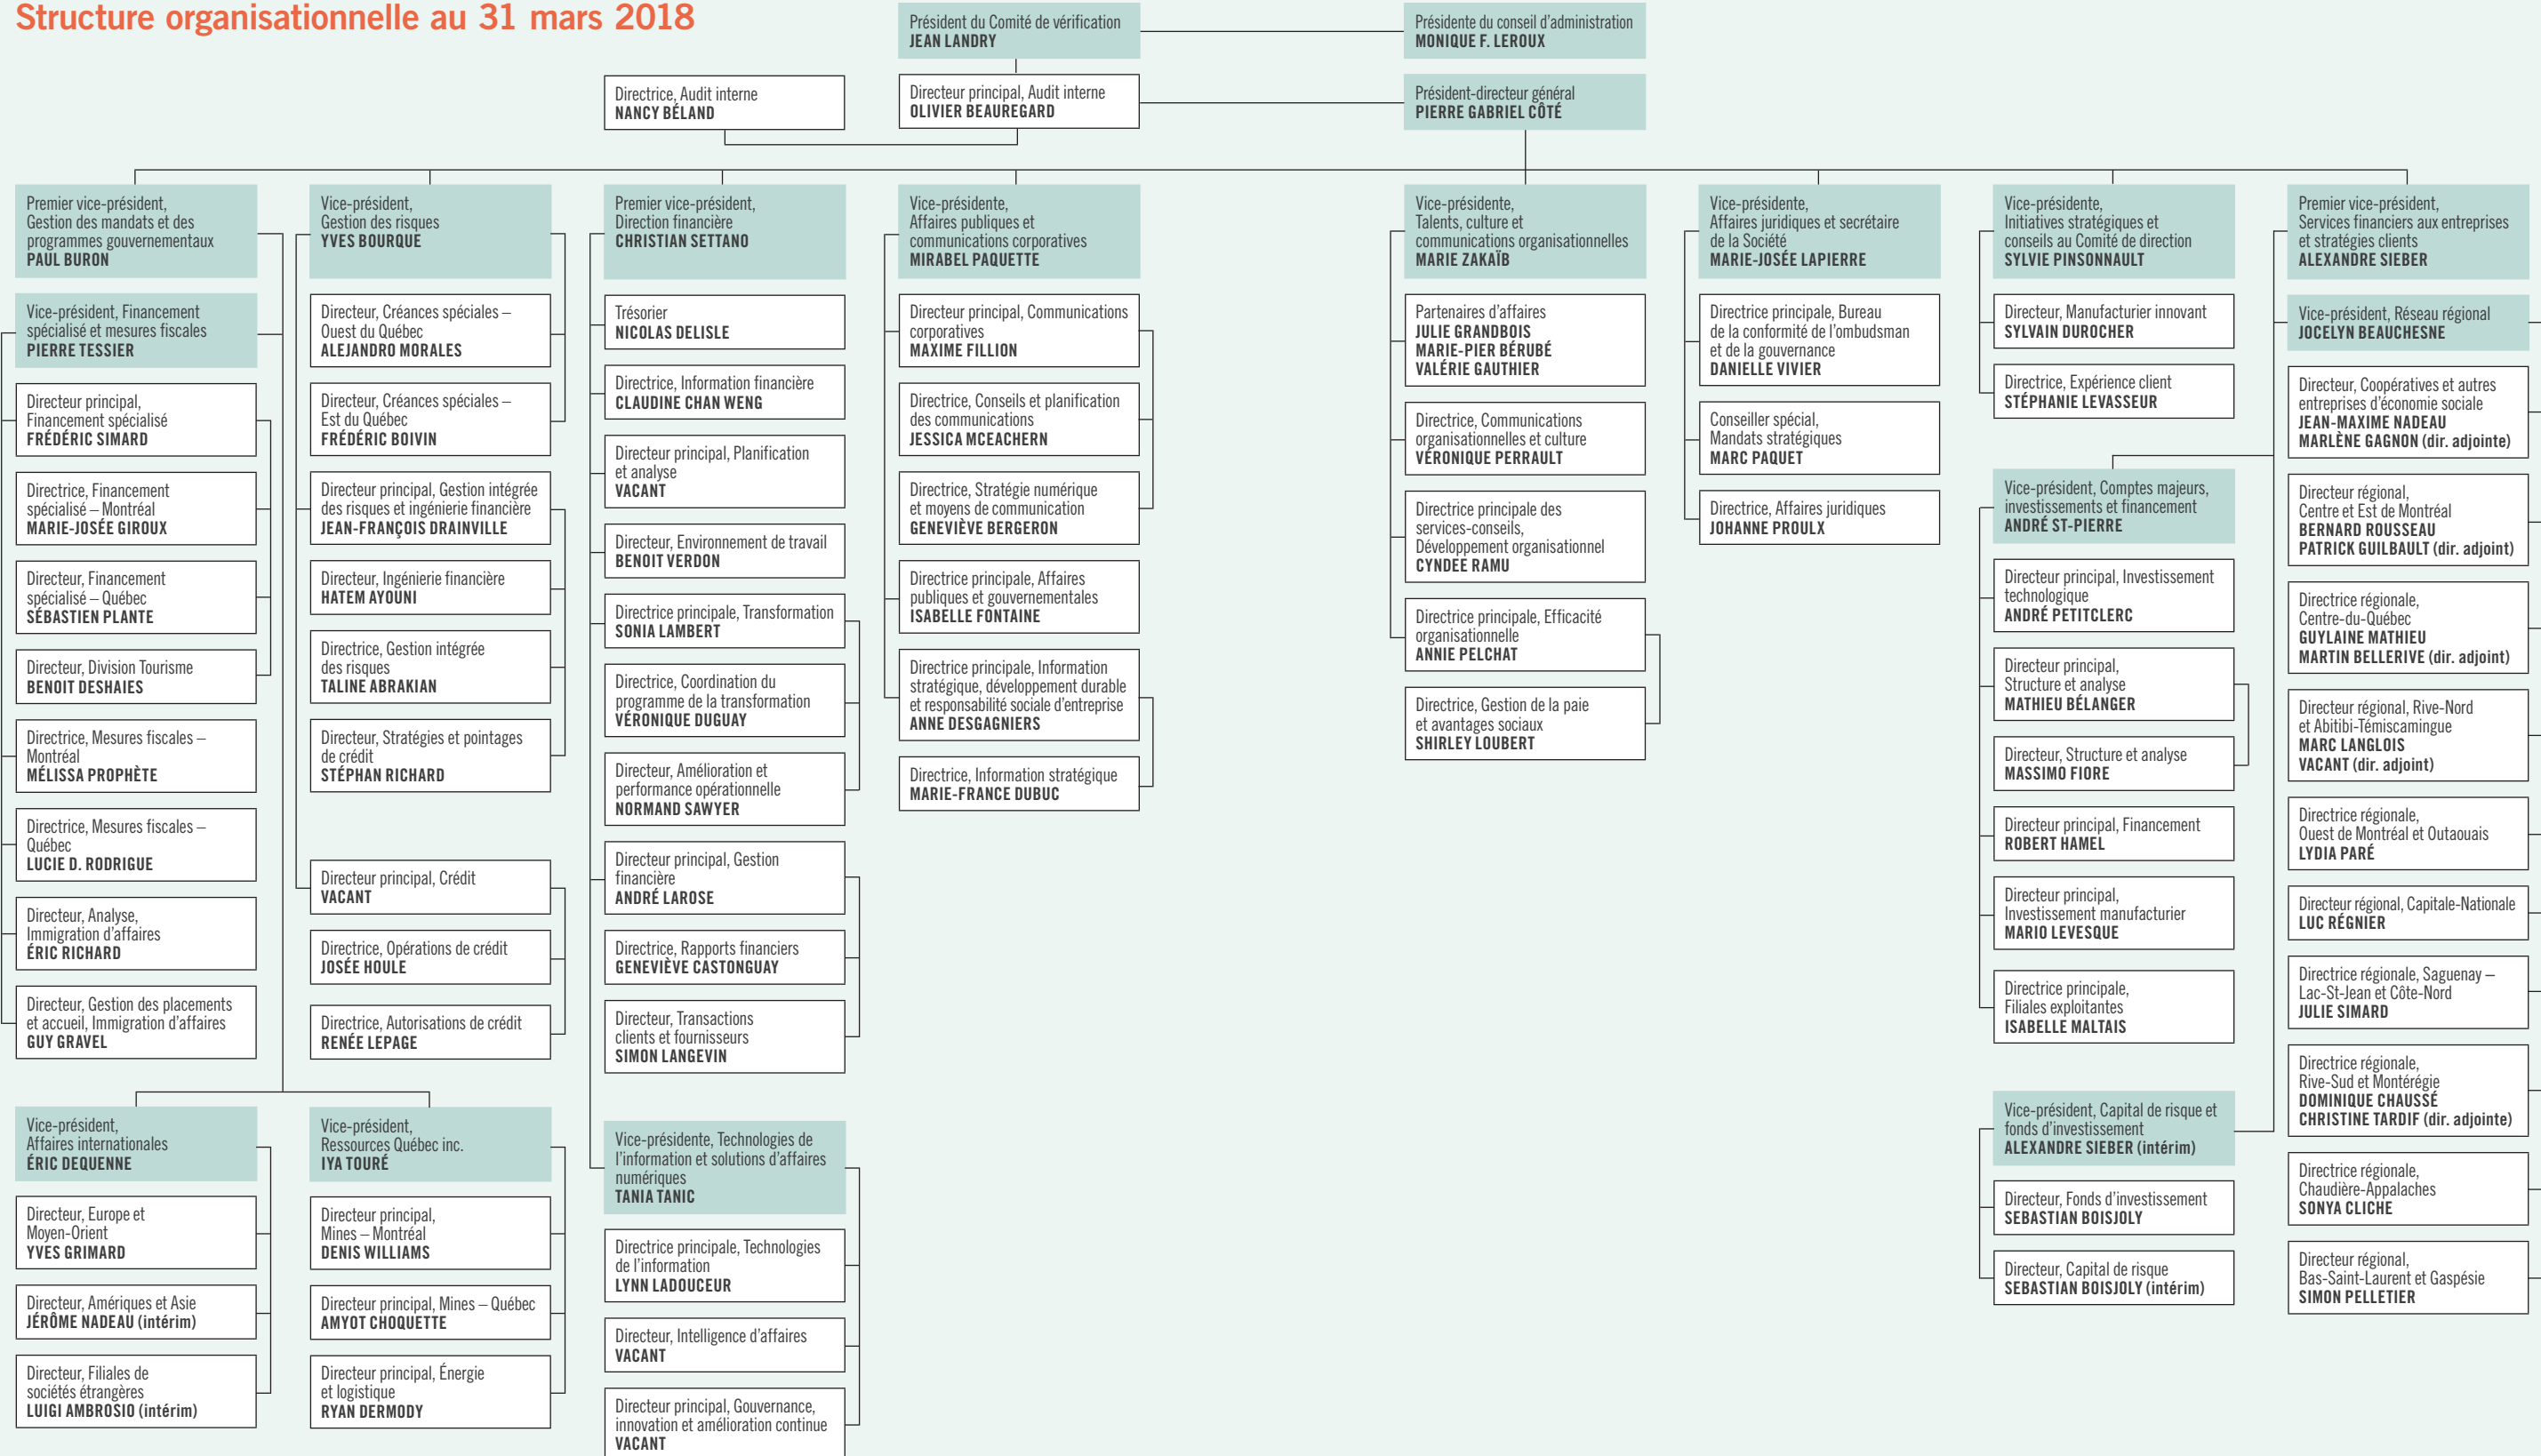 Structure organisationnelle au 31 mars 2018
Président du Comité de vérification
JEAN LANDRY
Présidente du conseil d'administration
MONIQUE F. LEROUX
Directrice, Audit interne
NANCY BÉLAND
Directeur principal, Audit interne
OLIVIER BEAUREGARD
Président-directeur général
PIERRE GABRIEL CÔTÉ
Premier vice-président,
Gestion des mandats et des
programmes gouvernementaux
PAUL BURON
Vice-président, Financement
spécialisé et mesures fiscales
PIERRE TESSIER
Directeur principal,
Financement spécialisé
FRÉDÉRIC SIMARD
Directrice, Financement
spécialisé – Montréal
MARIE-JOSÉE GIROUX
Directeur, Financement
spécialisé – Québec
SÉBASTIEN PLANTE
Directeur, Division Tourisme
BENOIT DESHAIES
Directrice, Mesures fiscales –
Montréal
MÉLISSA PROPHÈTE
Directrice, Mesures fiscales –
Québec
LUCIE D. RODRIGUE
Directeur, Analyse,
Immigration d'affaires
ÉRIC RICHARD
Directeur, Gestion des placements
et accueil, Immigration d'affaires
GUY GRAVEL
Vice-président,
Affaires internationales
ÉRIC DEQUENNE
Directeur, Europe et
Moyen-Orient
YVES GRIMARD
Directeur, Amériques et Asie
JÉRÔME NADEAU (intérim)
Directeur, Filiales de
sociétés étrangères
LUIGI AMBROSIO (intérim)
Vice-président,
Gestion des risques
YVES BOURQUE
Directeur, Créances spéciales –
Ouest du Québec
ALEJANDRO MORALES
Directeur, Créances spéciales –
Est du Québec
FRÉDÉRIC BOIVIN
Directeur principal, Gestion intégrée
des risques et ingénierie financière
JEAN-FRANÇOIS DRAINVILLE
Directeur, Ingénierie financière
HATEM AYOUNI
Directrice, Gestion intégrée
des risques
TALINE ABRAKIAN
Directeur, Stratégies et pointages
de crédit
STÉPHAN RICHARD
Directeur principal, Crédit
VACANT
Directrice, Opérations de crédit
JOSÉE HOULE
Directrice, Autorisations de crédit
RENÉE LEPAGE
Vice-président,
Ressources Québec inc.
IYA TOURÉ
Directeur principal,
Mines – Montréal
DENIS WILLIAMS
Directeur principal, Mines – Québec
AMYOT CHOQUETTE
Directeur principal, Énergie
et logistique
RYAN DERMODY
Premier vice-président,
Direction financière
CHRISTIAN SETTANO
Trésorier
NICOLAS DELISLE
Directrice, Information financière
CLAUDINE CHAN WENG
Directeur principal, Planification
et analyse
VACANT
Directeur, Environnement de travail
BENOIT VERDON
Directrice principale, Transformation
SONIA LAMBERT
Directrice, Coordination du
programme de la transformation
VÉRONIQUE DUGUAY
Directeur, Amélioration et
performance opérationnelle
NORMAND SAWYER
Directeur principal, Gestion
financière
ANDRÉ LAROSE
Directrice, Rapports financiers
GENEVIÈVE CASTONGUAY
Directeur, Transactions
clients et fournisseurs
SIMON LANGEVIN
Vice-présidente, Technologies de
l'information et solutions d'affaires
numériques
TANIA TANIC
Directrice principale, Technologies
de l'information
LYNN LADOUCEUR
Directeur, Intelligence d'affaires
VACANT
Directeur principal, Gouvernance,
innovation et amélioration continue
VACANT
Vice-présidente,
Affaires publiques et
communications corporatives
MIRABEL PAQUETTE
Directeur principal, Communications
corporatives
MAXIME FILLION
Directrice, Conseils et planification
des communications
JESSICA MCEACHERN
Directrice, Stratégie numérique
et moyens de communication
GENEVIÈVE BERGERON
Directrice principale, Affaires
publiques et gouvernementales
ISABELLE FONTAINE
Directrice principale, Information
stratégique, développement durable
et responsabilité sociale d'entreprise
ANNE DESGAGNIERS
Directrice, Information stratégique
MARIE-FRANCE DUBUC
Vice-présidente,
Talents, culture et
communications organisationnelles
MARIE ZAKAÏB
Partenaires d'affaires
JULIE GRANDBOIS
MARIE-PIER BÉRUBÉ
VALÉRIE GAUTHIER
Directrice, Communications
organisationnelles et culture
VÉRONIQUE PERRAULT
Directrice principale des
services-conseils,
Développement organisationnel
CYNDEE RAMU
Directrice principale, Efficacité
organisationnelle
ANNIE PELCHAT
Directrice, Gestion de la paie
et avantages sociaux
SHIRLEY LOUBERT
Vice-présidente,
Affaires juridiques et secrétaire
de la Société
MARIE-JOSÉE LAPIERRE
Directrice principale, Bureau
de la conformité de l'ombudsman
et de la gouvernance
DANIELLE VIVIER
Conseiller spécial,
Mandats stratégiques
MARC PAQUET
Directrice, Affaires juridiques
JOHANNE PROULX
Vice-présidente,
Initiatives stratégiques et
conseils au Comité de direction
SYLVIE PINSONNAULT
Directeur, Manufacturier innovant
SYLVAIN DUROCHER
Directrice, Expérience client
STÉPHANIE LEVASSEUR
Vice-président, Comptes majeurs,
investissements et financement
ANDRÉ ST-PIERRE
Directeur principal, Investissement
technologique
ANDRÉ PETITCLERC
Directeur principal,
Structure et analyse
MATHIEU BÉLANGER
Directeur, Structure et analyse
MASSIMO FIORE
Directeur principal, Financement
ROBERT HAMEL
Directeur principal,
Investissement manufacturier
MARIO LEVESQUE
Directrice principale,
Filiales exploitantes
ISABELLE MALTAIS
Vice-président, Capital de risque et
fonds d'investissement
ALEXANDRE SIEBER (intérim)
Directeur, Fonds d'investissement
SEBASTIAN BOISJOLY
Directeur, Capital de risque
SEBASTIAN BOISJOLY (intérim)
Premier vice-président,
Services financiers aux entreprises
et stratégies clients
ALEXANDRE SIEBER
Vice-président, Réseau régional
JOCELYN BEAUCHESNE
Directeur, Coopératives et autres
entreprises d'économie sociale
JEAN-MAXIME NADEAU
MARLÈNE GAGNON (dir. adjointe)
Directeur régional,
Centre et Est de Montréal
BERNARD ROUSSEAU
PATRICK GUILBAULT (dir. adjoint)
Directrice régionale,
Centre-du-Québec
GUYLAINE MATHIEU
MARTIN BELLERIVE (dir. adjoint)
Directeur régional, Rive-Nord
et Abitibi-Témiscamingue
MARC LANGLOIS
VACANT (dir. adjoint)
Directrice régionale,
Ouest de Montréal et Outaouais
LYDIA PARÉ
Directeur régional, Capitale-Nationale
LUC RÉGNIER
Directrice régionale, Saguenay –
Lac-St-Jean et Côte-Nord
JULIE SIMARD
Directrice régionale,
Rive-Sud et Montérégie
DOMINIQUE CHAUSSÉ
CHRISTINE TARDIF (dir. adjointe)
Directrice régionale,
Chaudière-Appalaches
SONYA CLICHE
Directeur régional,
Bas-Saint-Laurent et Gaspésie
SIMON PELLETIER